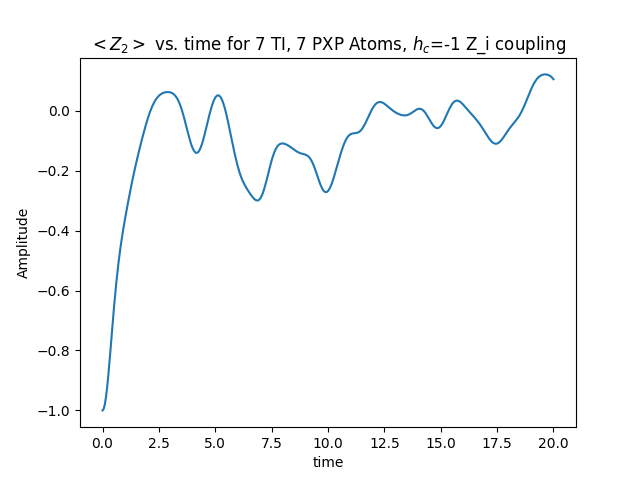 < Z₂ > vs. time for 7 TI, 7 PXP Atoms, h_c=-1 Z_i coupling
0.0
−0.2
−0.4
−0.6
−0.8
−1.0
Amplitude
0.0 2.5 5.0 7.5 10.0 12.5 15.0 17.5 20.0
time